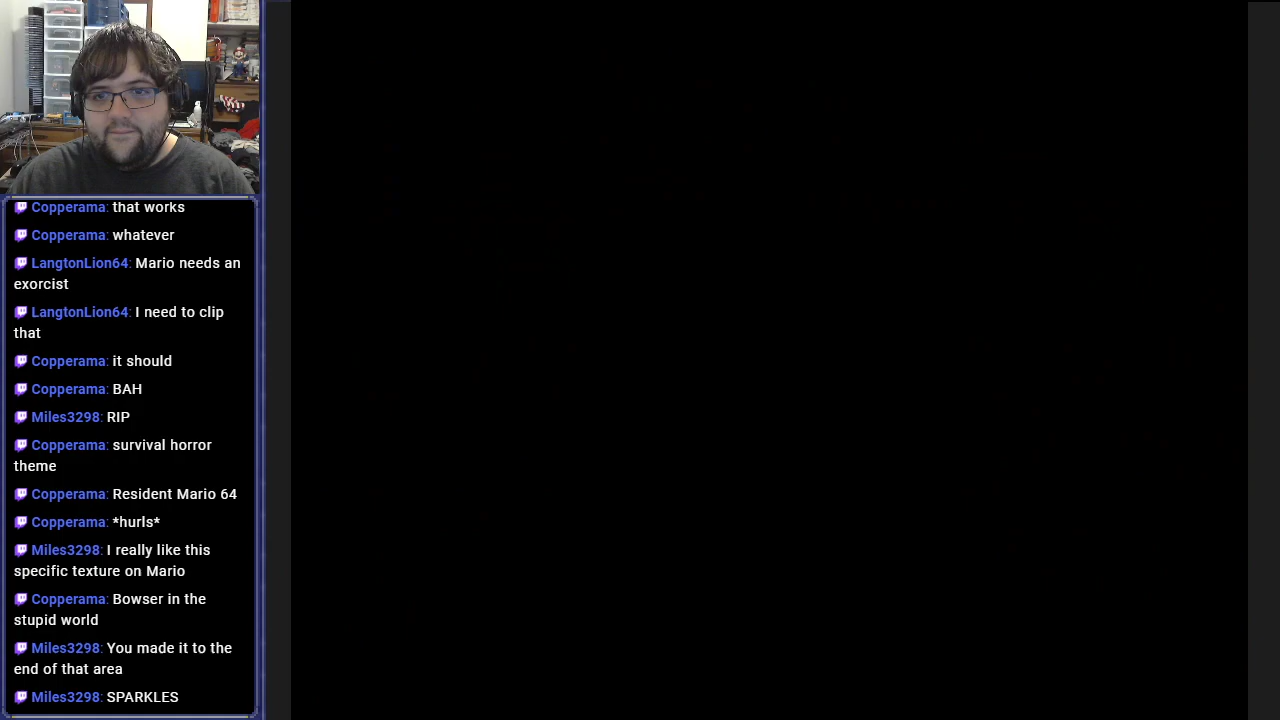 Copperama: that works
Copperama: whatever
LangtonLion64: Mario needs an
exorcist
LangtonLion64: I need to clip
that
Copperama: it should
Copperama: BAH
Miles3298: RIP
Copperama: survival horror
theme
Copperama: Resident Mario 64
Copperama: *hurls*
Miles3298: I really like this
specific texture on Mario
Copperama: Bowser in the
stupid world
Miles3298: You made it to the
end of that area
Miles3298: SPARKLES